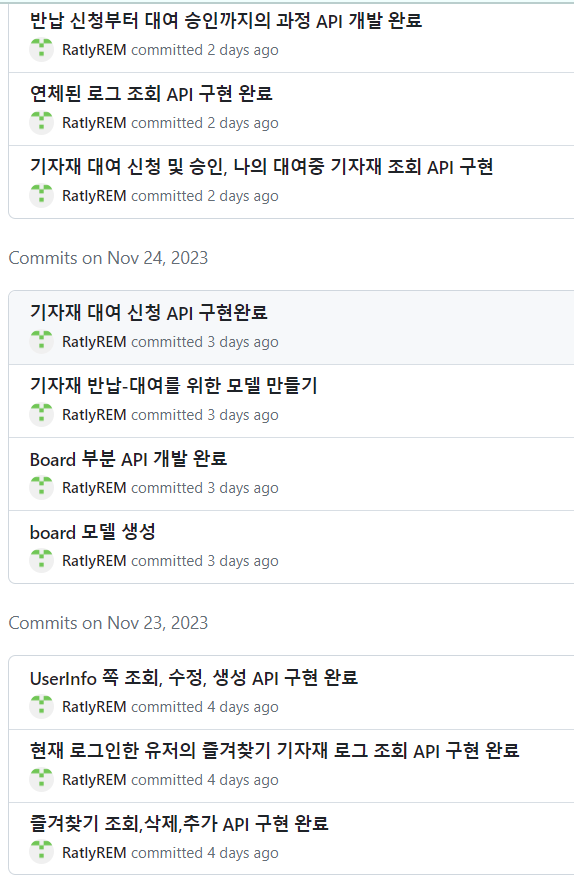 반납 신청부터 대여 승인까지의 과정 API 개발 완료
RatlyREM committed 2 days ago
연체된 로그 조회 API 구현 완료
RatlyREM committed 2 days ago
기자재 대여 신청 및 승인, 나의 대여중 기자재 조회 API 구현
RatlyREM committed 2 days ago
Commits on Nov 24, 2023
기자재 대여 신청 API 구현완료
RatlyREM committed 3 days ago
기자재 반납-대여를 위한 모델 만들기
RatlyREM committed 3 days ago
Board 부분 API 개발 완료
RatlyREM committed 3 days ago
board 모델 생성
RatlyREM committed 3 days ago
Commits on Nov 23, 2023
UserInfo 쪽 조회, 수정, 생성 API 구현 완료
RatlyREM committed 4 days ago
현재 로그인한 유저의 즐겨찾기 기자재 로그 조회 API 구현 완료
RatlyREM committed 4 days ago
즐겨찾기 조회,삭제,추가 API 구현 완료
RatlyREM committed 4 days ago